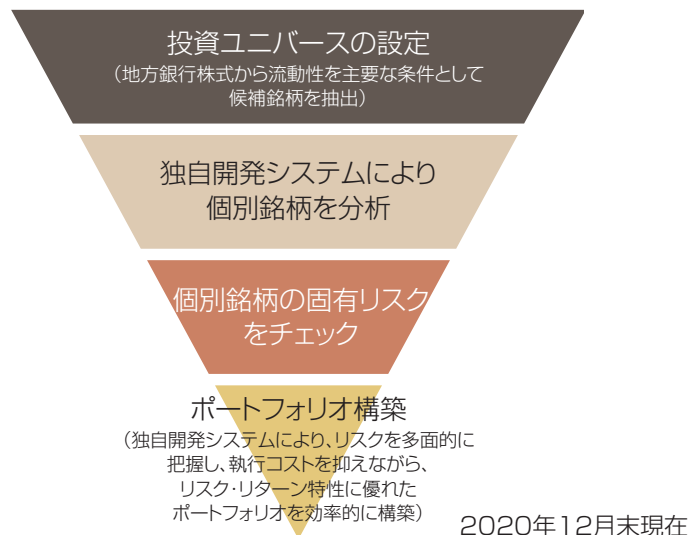 投資ユニバースの設定
(地方銀行株式から流動性を主要な条件として
候補銘柄を抽出)
独自開発システムにより
個別銘柄を分析
個別銘柄の固有リスク
をチェック
ポートフォリオ構築
(独自開発システムにより、リスクを多面的に
把握し、執行コストを抑えながら、
リスク・リターン特性に優れた
ポートフォリオを効率的に構築)
2020年12月末現在